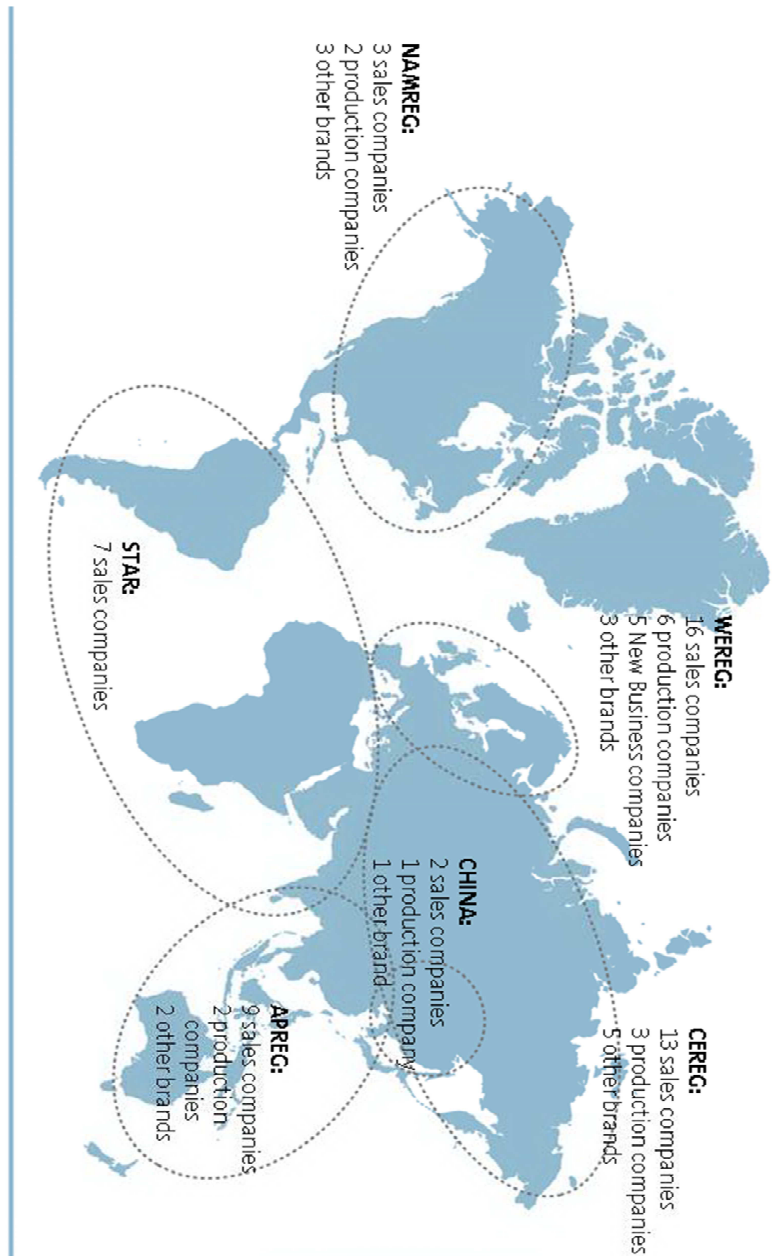 NAMREG:
3 sales companies
2 production companies
3 other brands
WEREG:
16 sales companies
6 production companies
5 New Business companies
3 other brands
CEREG:
13 sales companies
3 production companies
5 other brands
STAR:
7 sales companies
CHINA:
2 sales companies
1 production company
1 other brand
APREG:
9 sales companies
2 production
companies
2 other brands